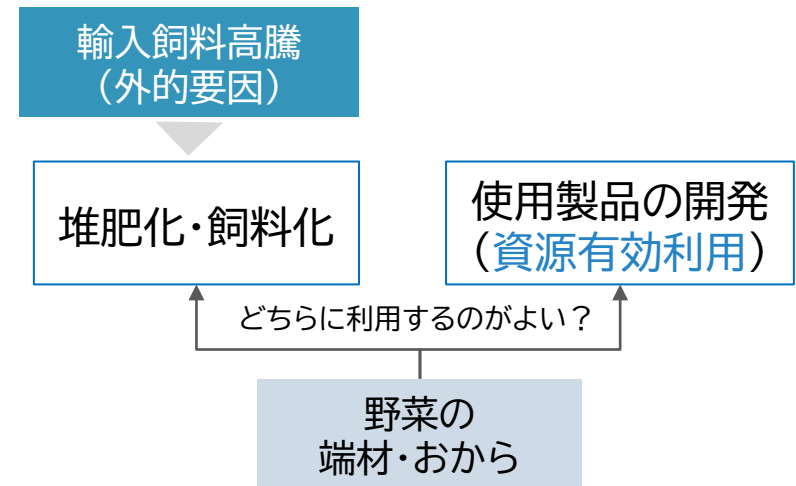 輸入飼料高騰
（外的要因）
堆肥化・飼料化
使用製品の開発
（資源有効利用）
どちらに利用するのがよい？
野菜の
端材・おから